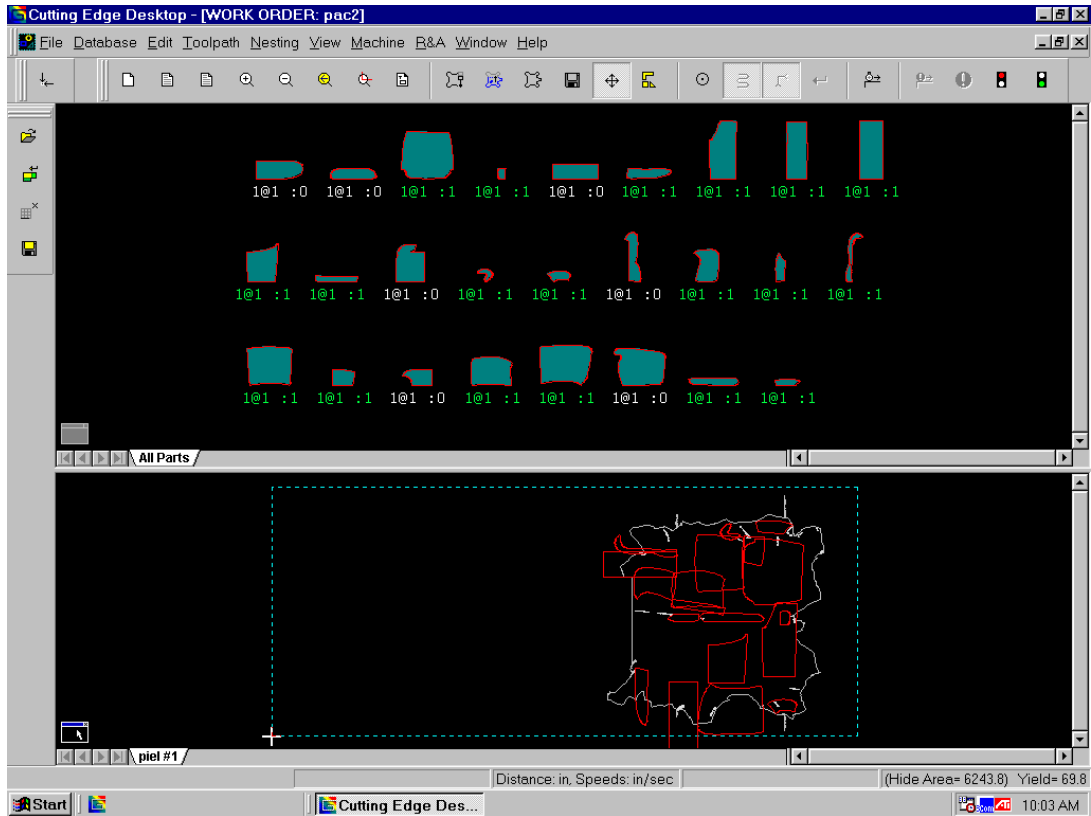 Cutting Edge Desktop - [WORK ORDER: pac2]
File Database Edit Toolpath Nesting View Machine R&A Window Help
1@1 :0 1@1 :0 1@1 :1 1@1 :1 1@1 :0 1@1 :1 1@1 :1 1@1 :1 1@1 :1
1@1 :1 1@1 :1 1@1 :0 1@1 :1 1@1 :1 1@1 :0 1@1 :1 1@1 :1 1@1 :1
1@1 :1 1@1 :1 1@1 :0 1@1 :1 1@1 :1 1@1 :0 1@1 :1 1@1 :1
All Parts
piel #1
Distance: in, Speeds: in/sec (Hide Area= 6243.8) Yield= 69.8
Start Cutting Edge Des... ATI 10:03 AM